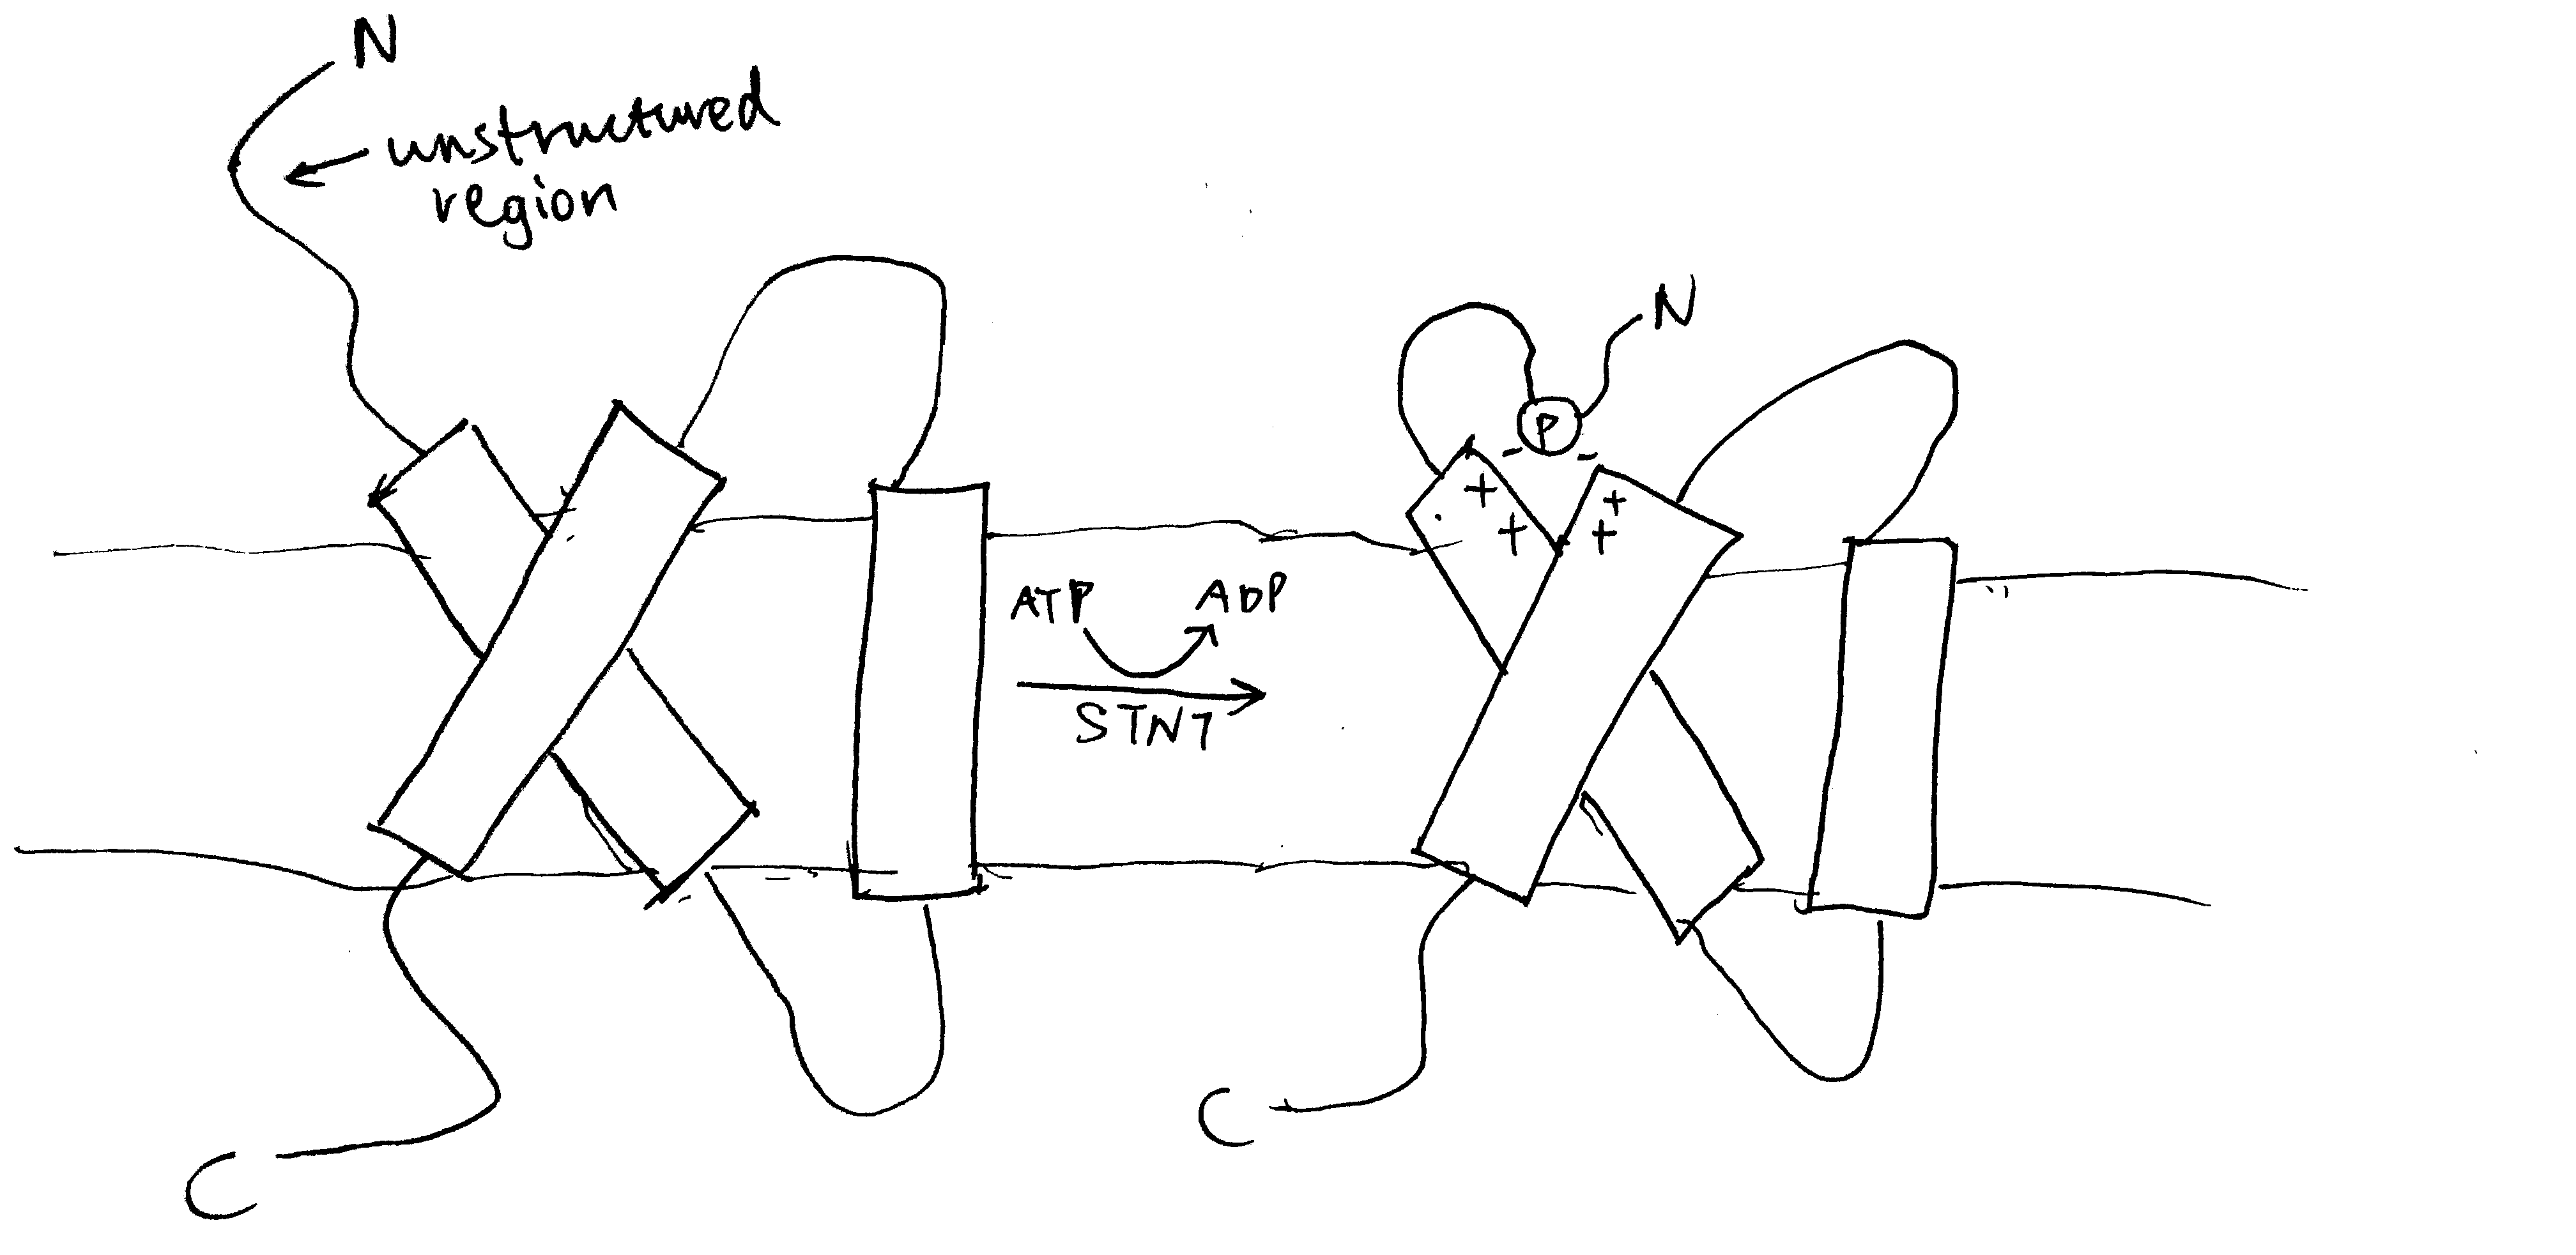 N
← unstructured
region
N
P
- -
+ +
+ +
ATP ADP
STN7
C
C